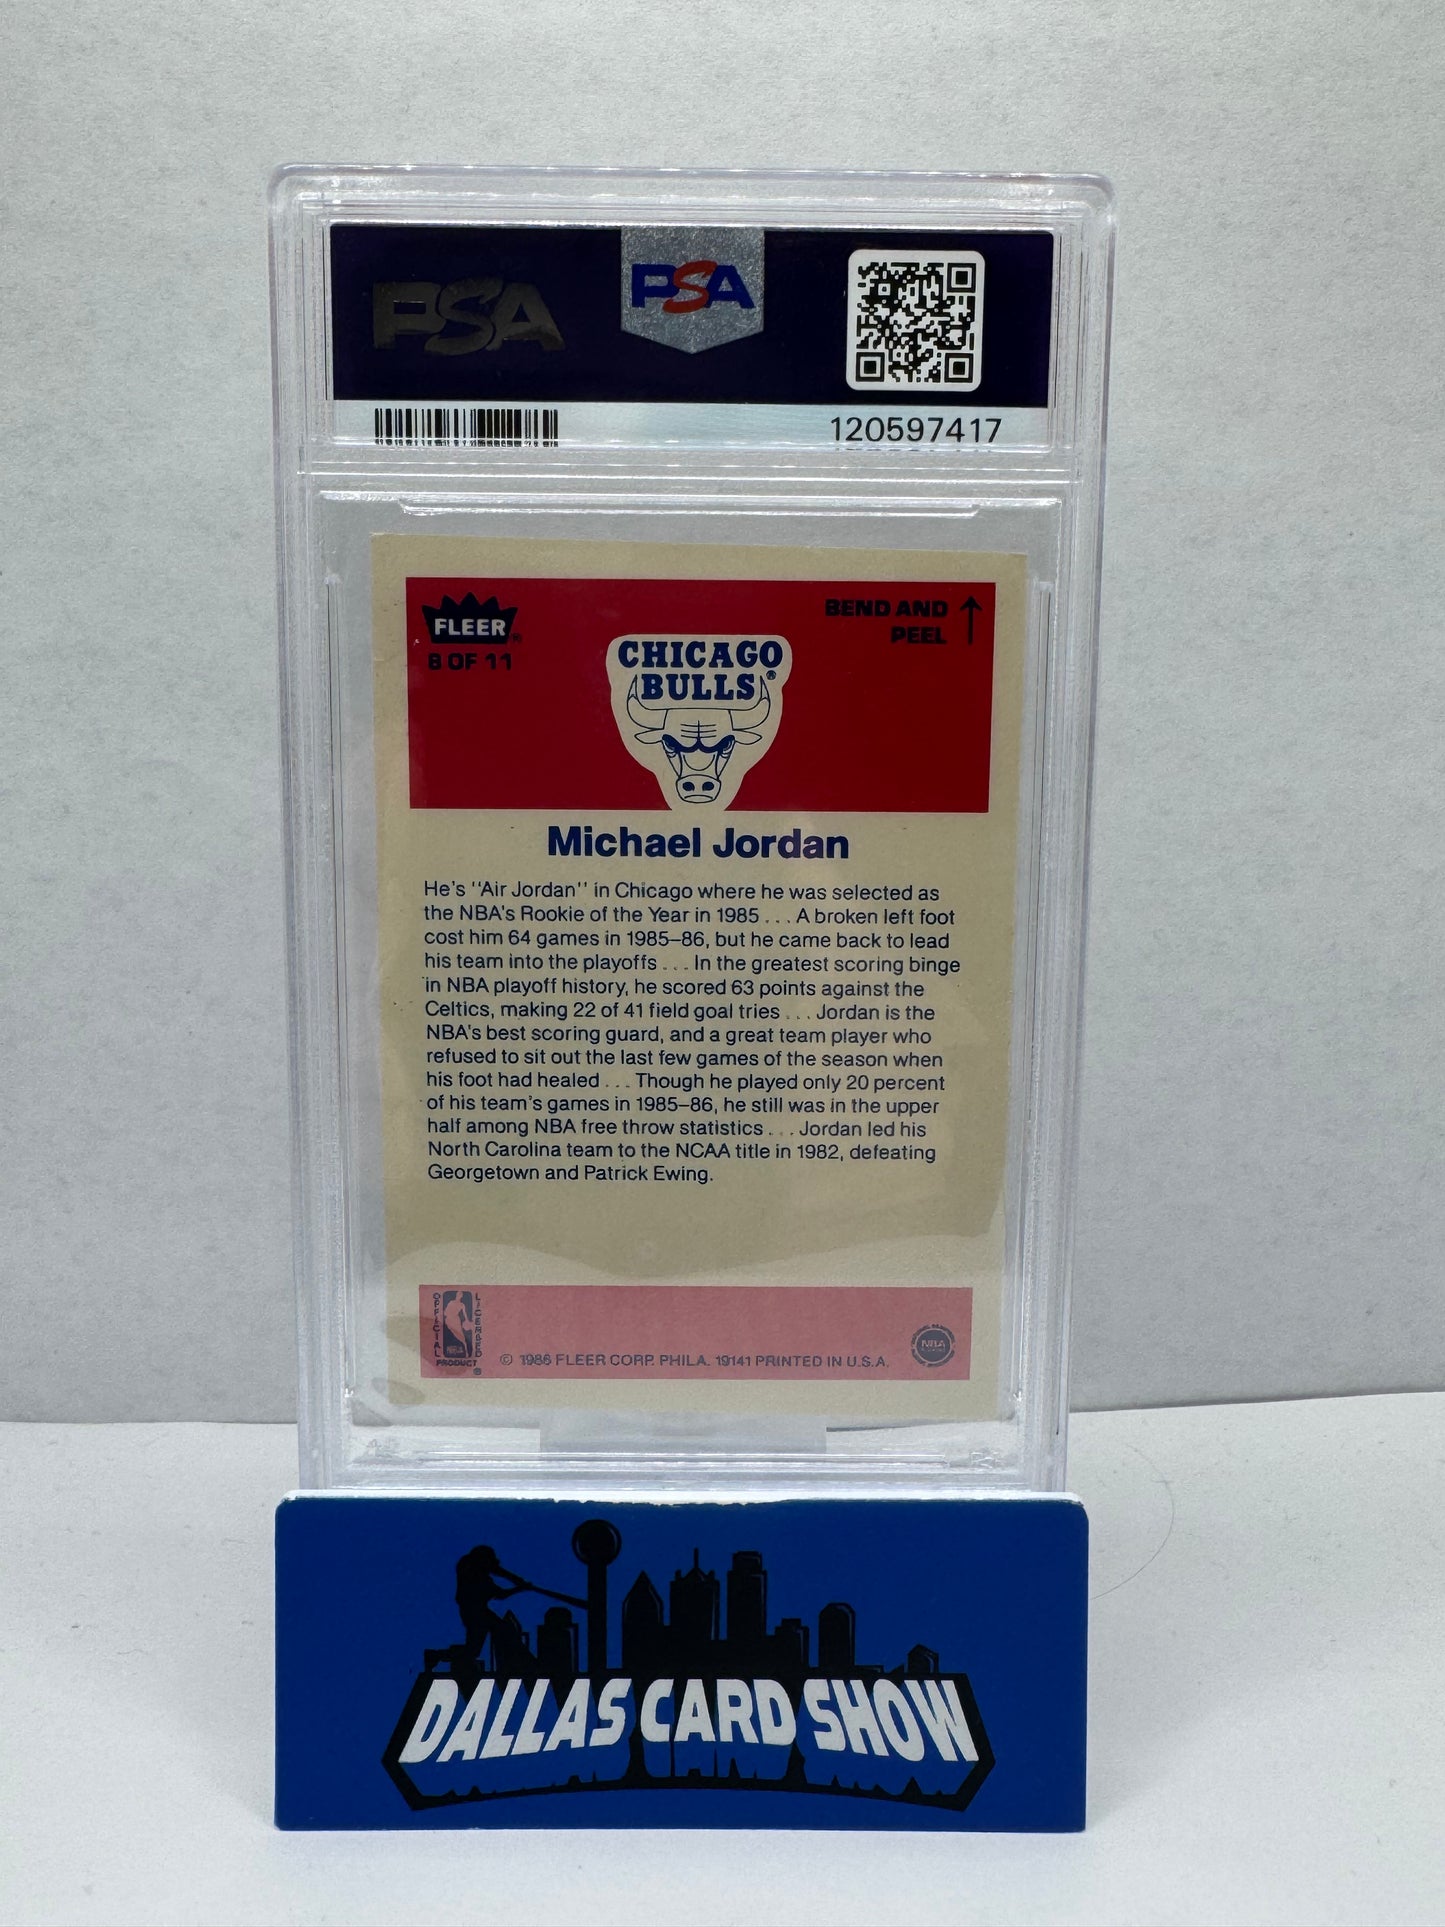 PSA PSA
120597417
FLEER®
8 OF 11
BEND AND
PEEL
CHICAGO
BULLS®
Michael Jordan
He's "Air Jordan" in Chicago where he was selected as
the NBA's Rookie of the Year in 1985 . . . A broken left foot
cost him 64 games in 1985–86, but he came back to lead
his team into the playoffs . . . In the greatest scoring binge
in NBA playoff history, he scored 63 points against the
Celtics, making 22 of 41 field goal tries . . . Jordan is the
NBA's best scoring guard, and a great team player who
refused to sit out the last few games of the season when
his foot had healed . . . Though he played only 20 percent
of his team's games in 1985–86, he still was in the upper
half among NBA free throw statistics . . . Jordan led his
North Carolina team to the NCAA title in 1982, defeating
Georgetown and Patrick Ewing.
OFFICIAL
LICENSED
NBA
PRODUCT
®
© 1986 FLEER CORP. PHILA. 19141 PRINTED IN U.S.A.
NBA
DALLAS CARD SHOW